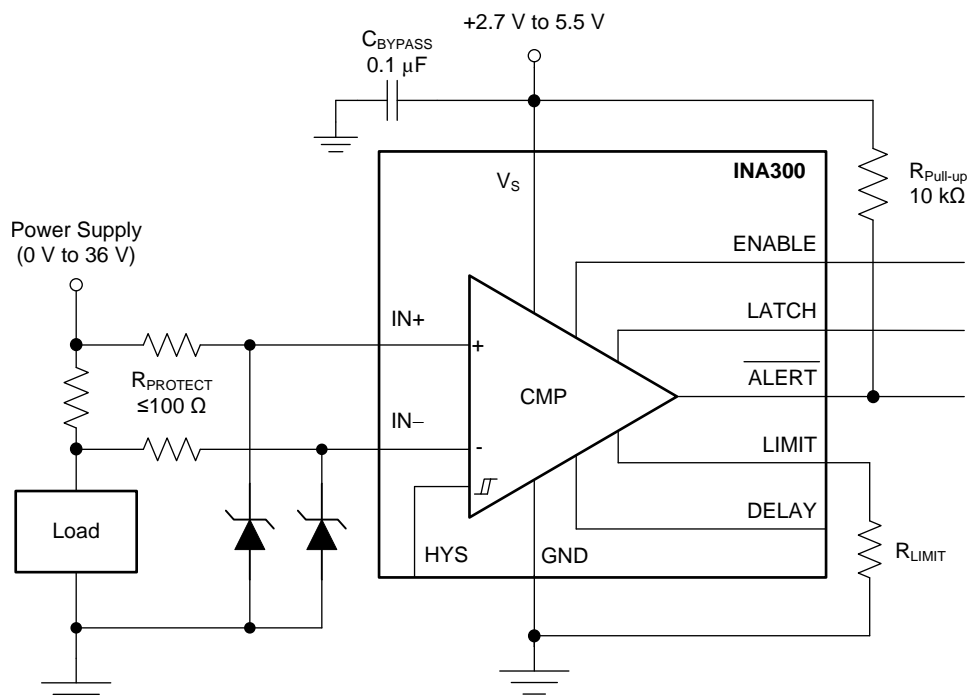 +2.7 V to 5.5 V
CBYPASS
0.1 μF
INA300
VS
RPull-up
10 kΩ
Power Supply
(0 V to 36 V)
ENABLE
IN+
LATCH
+
RPROTECT
≤100 Ω
ALERT
CMP
IN−
LIMIT
-
DELAY
Load
HYS
GND
RLIMIT